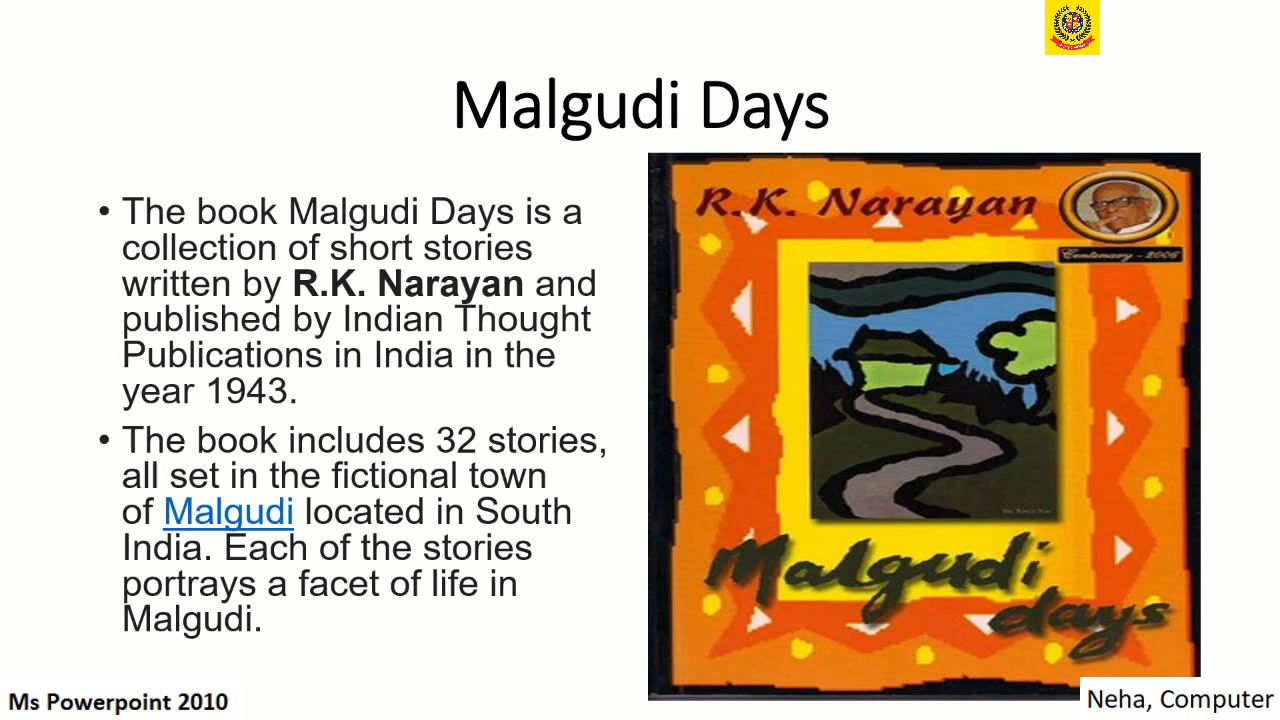 Malgudi Days
• The book Malgudi Days is a
collection of short stories
written by R.K. Narayan and
published by Indian Thought
Publications in India in the
year 1943.
• The book includes 32 stories,
all set in the fictional town
of Malgudi located in South
India. Each of the stories
portrays a facet of life in
Malgudi.
R.K. Narayan
Centenary - 2006
Malgudi
days
Ms Powerpoint 2010
Neha, Computer